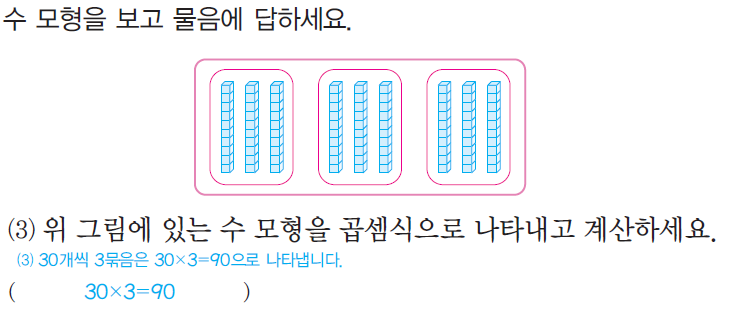 수 모형을 보고 물음에 답하세요.
(3) 위 그림에 있는 수 모형을 곱셈식으로 나타내고 계산하세요.
(3) 30개씩 3묶음은 30×3=90으로 나타냅니다.
( 30×3=90 )